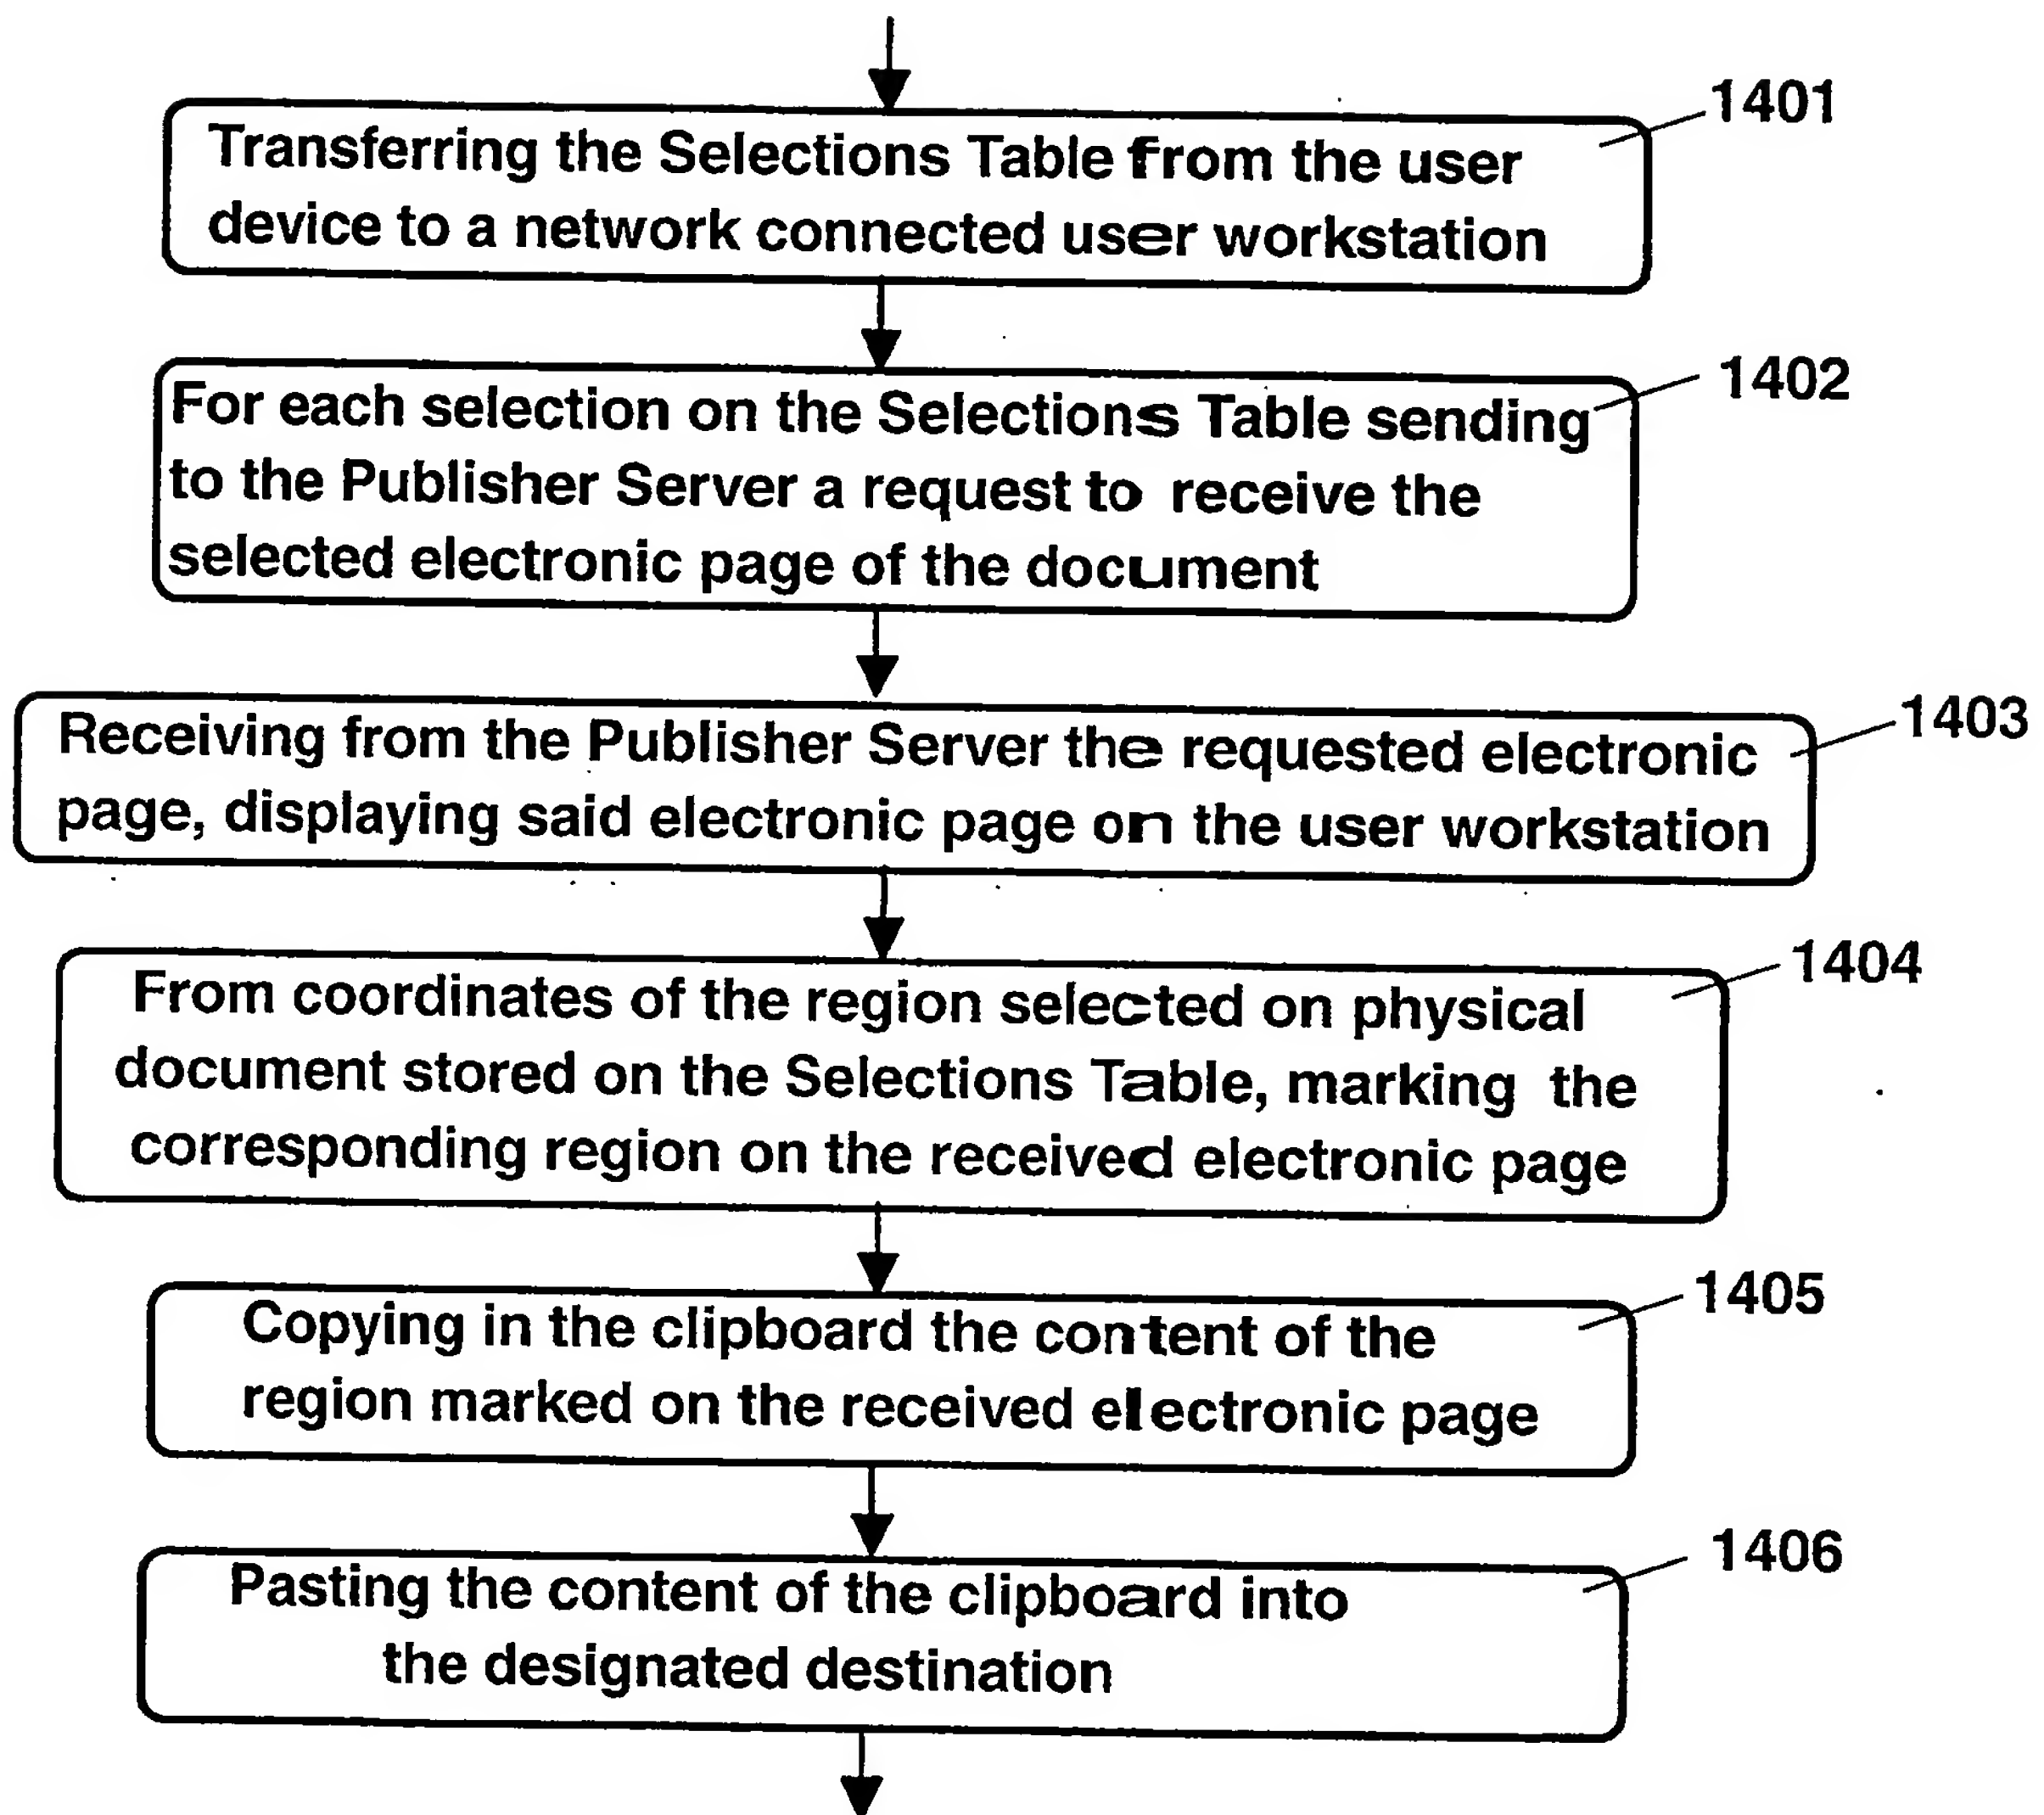 1401
Transferring the Selections Table from the user
device to a network connected user workstation
1402
For each selection on the Selections Table sending
to the Publisher Server a request to receive the
selected electronic page of the document
1403
Receiving from the Publisher Server the requested electronic
page, displaying said electronic page on the user workstation
1404
From coordinates of the region selected on physical
document stored on the Selections Table, marking the
corresponding region on the received electronic page
1405
Copying in the clipboard the content of the
region marked on the received electronic page
1406
Pasting the content of the clipboard into
the designated destination